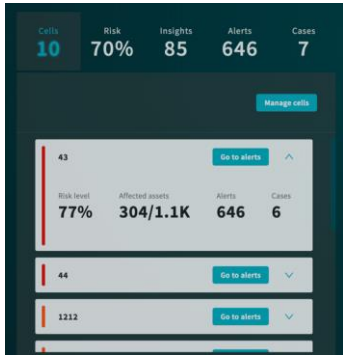 Cells Risk Insights Alerts Cases
10 70% 85 646 7
Manage cells
43 Go to alerts
Risk level Affected assets Alerts Cases
77% 304/1.1K 646 6
44 Go to alerts
1212 Go to alerts